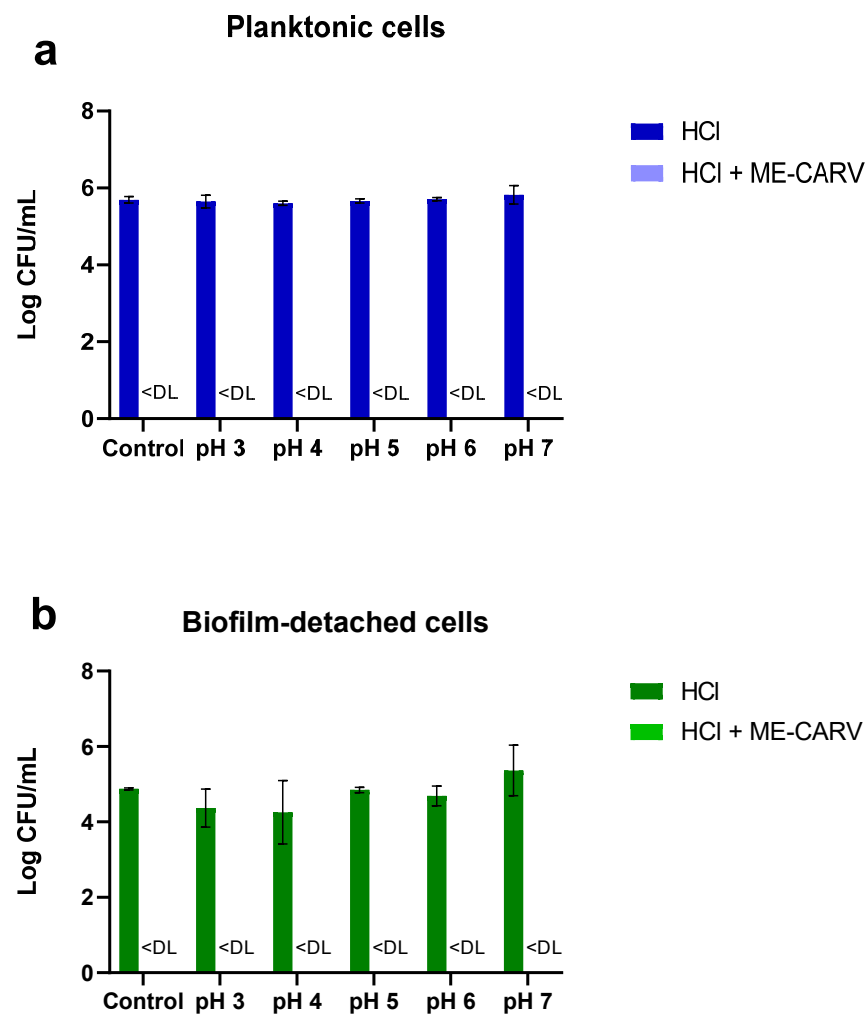 Planktonic cells
a
8
6
4
2
0
Log CFU/mL
<DL <DL <DL <DL <DL <DL
Control pH 3 pH 4 pH 5 pH 6 pH 7
HCl
HCl + ME-CARV
b
Biofilm-detached cells
8
6
4
2
0
Log CFU/mL
<DL <DL <DL <DL <DL <DL
Control pH 3 pH 4 pH 5 pH 6 pH 7
HCl
HCl + ME-CARV